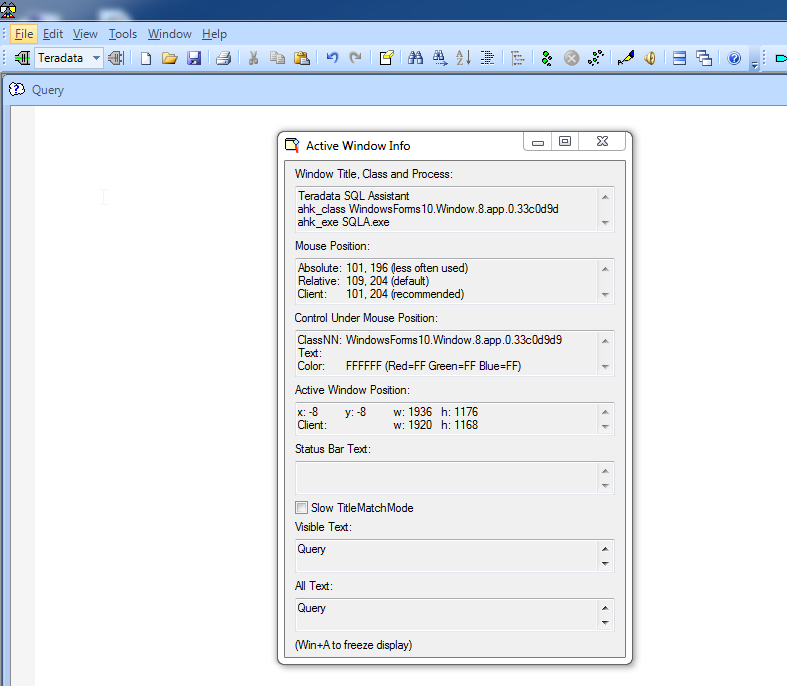 File Edit View Tools Window Help
Teradata
Query
Active Window Info
Window Title, Class and Process:
Teradata SQL Assistant
ahk_class WindowsForms10.Window.8.app.0.33c0d9d
ahk_exe SQLA.exe
Mouse Position:
Absolute: 101, 196 (less often used)
Relative: 109, 204 (default)
Client: 101, 204 (recommended)
Control Under Mouse Position:
ClassNN: WindowsForms10.Window.8.app.0.33c0d9d9
Text:
Color: FFFFFF (Red=FF Green=FF Blue=FF)
Active Window Position:
x: -8 y: -8 w: 1936 h: 1176
Client: w: 1920 h: 1168
Status Bar Text:
Slow TitleMatchMode
Visible Text:
Query
All Text:
Query
(Win+A to freeze display)